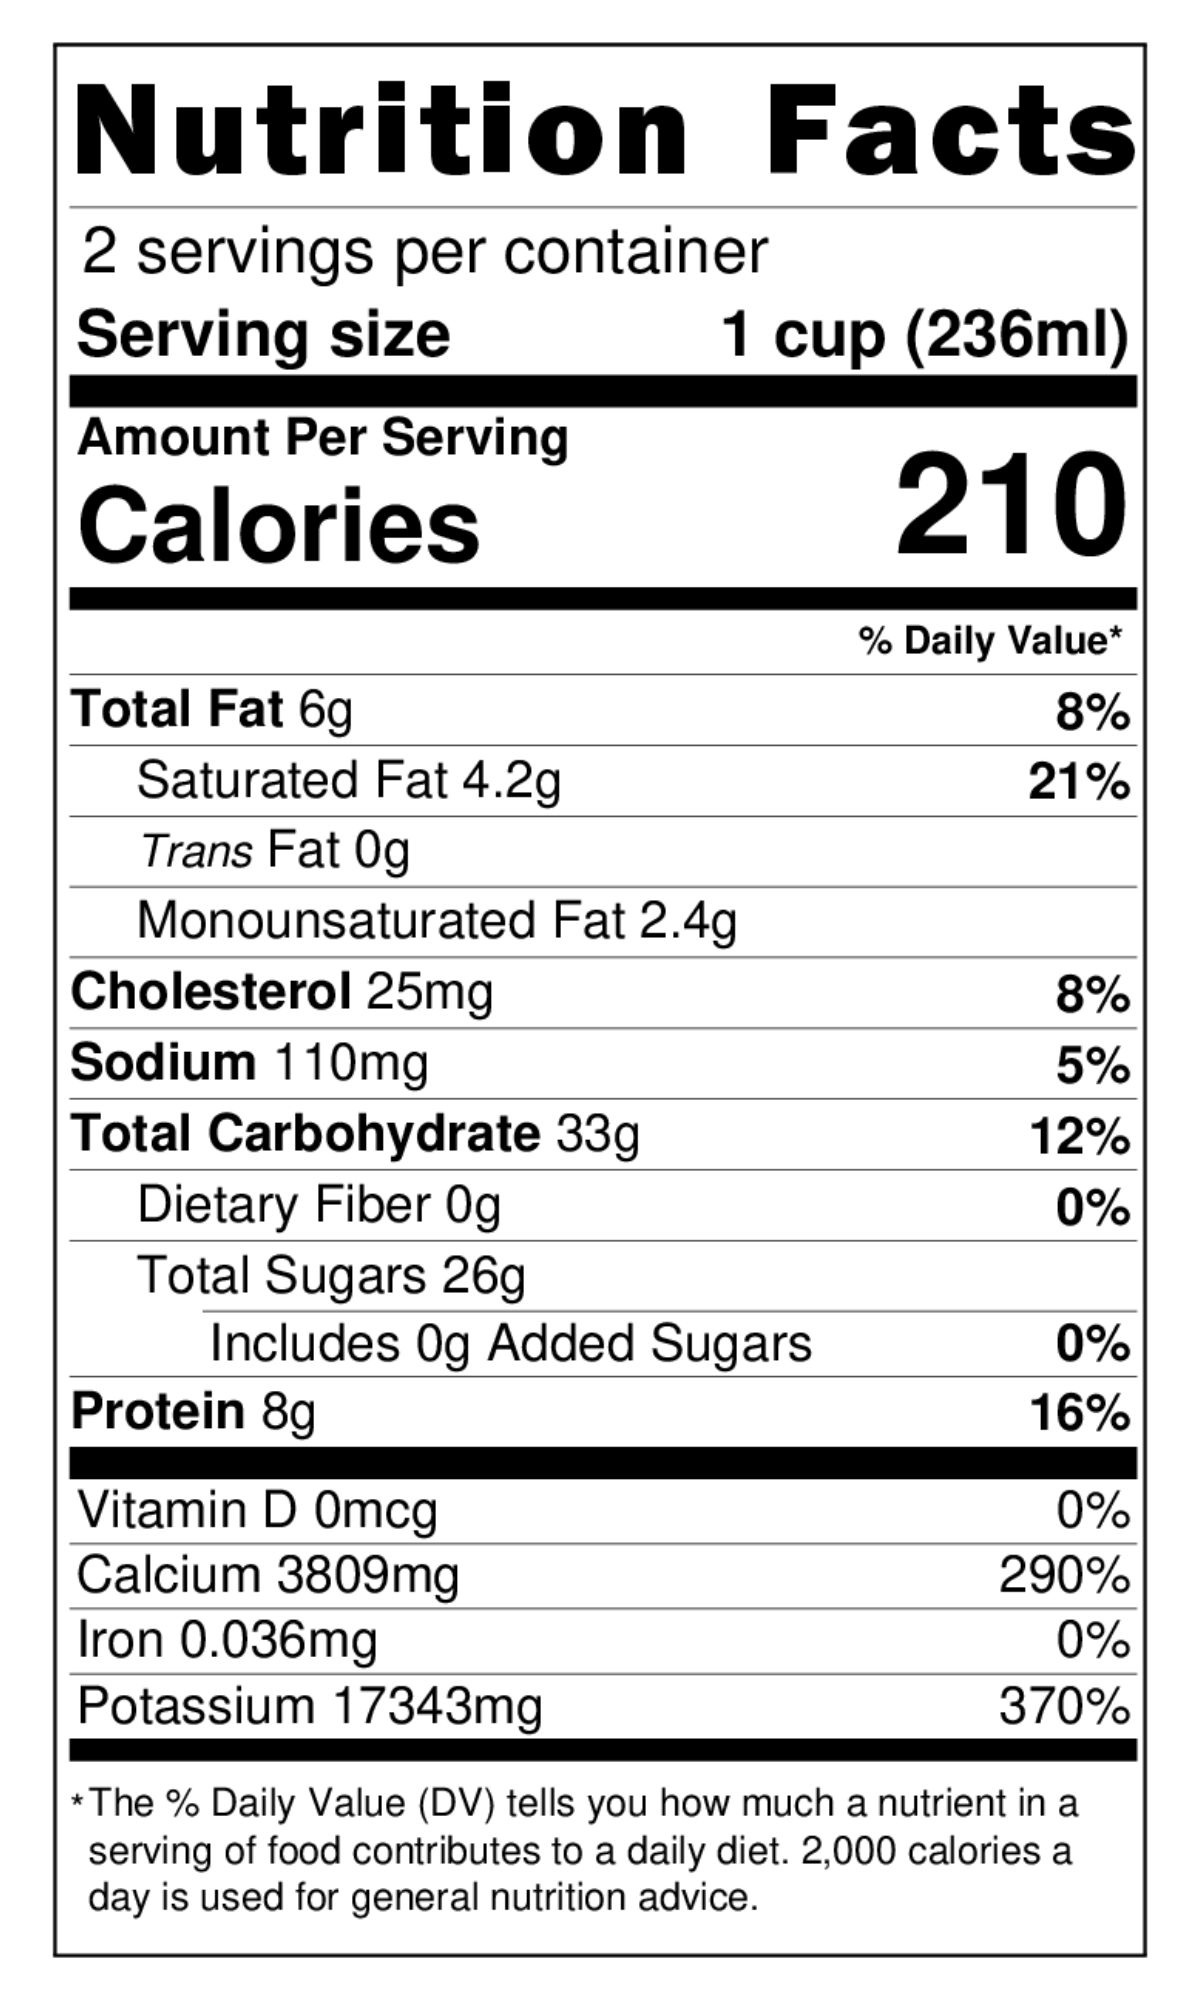 Nutrition Facts
2 servings per container
Serving size 1 cup (236ml)
Amount Per Serving
Calories 210
% Daily Value*
Total Fat 6g 8%
Saturated Fat 4.2g 21%
Trans Fat 0g
Monounsaturated Fat 2.4g
Cholesterol 25mg 8%
Sodium 110mg 5%
Total Carbohydrate 33g 12%
Dietary Fiber 0g 0%
Total Sugars 26g
Includes 0g Added Sugars 0%
Protein 8g 16%
Vitamin D 0mcg 0%
Calcium 3809mg 290%
Iron 0.036mg 0%
Potassium 17343mg 370%
*The % Daily Value (DV) tells you how much a nutrient in a
serving of food contributes to a daily diet. 2,000 calories a
day is used for general nutrition advice.